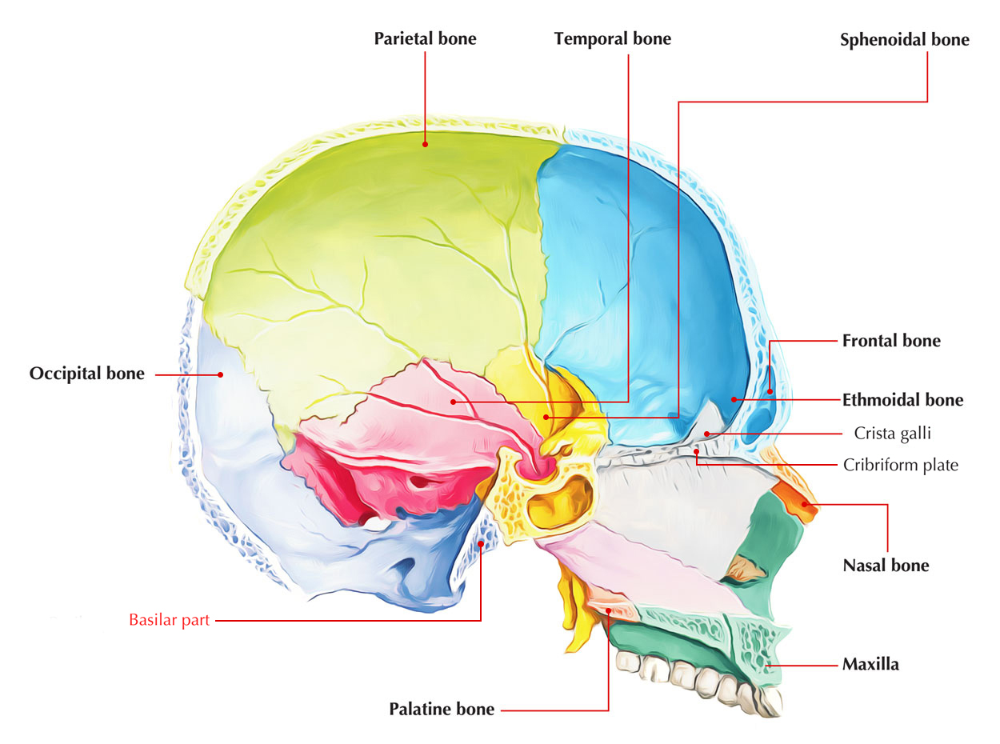 Parietal bone
Temporal bone
Sphenoidal bone
Frontal bone
Occipital bone
Ethmoidal bone
Crista galli
Cribriform plate
Nasal bone
Basilar part
Maxilla
Palatine bone